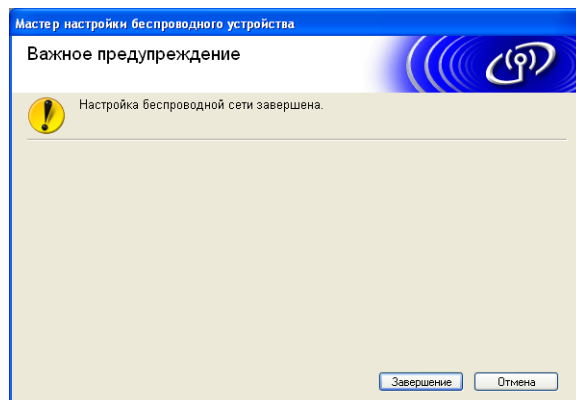 Мастер настройки беспроводного устройства
Важное предупреждение
Настройка беспроводной сети завершена.
Завершение Отмена